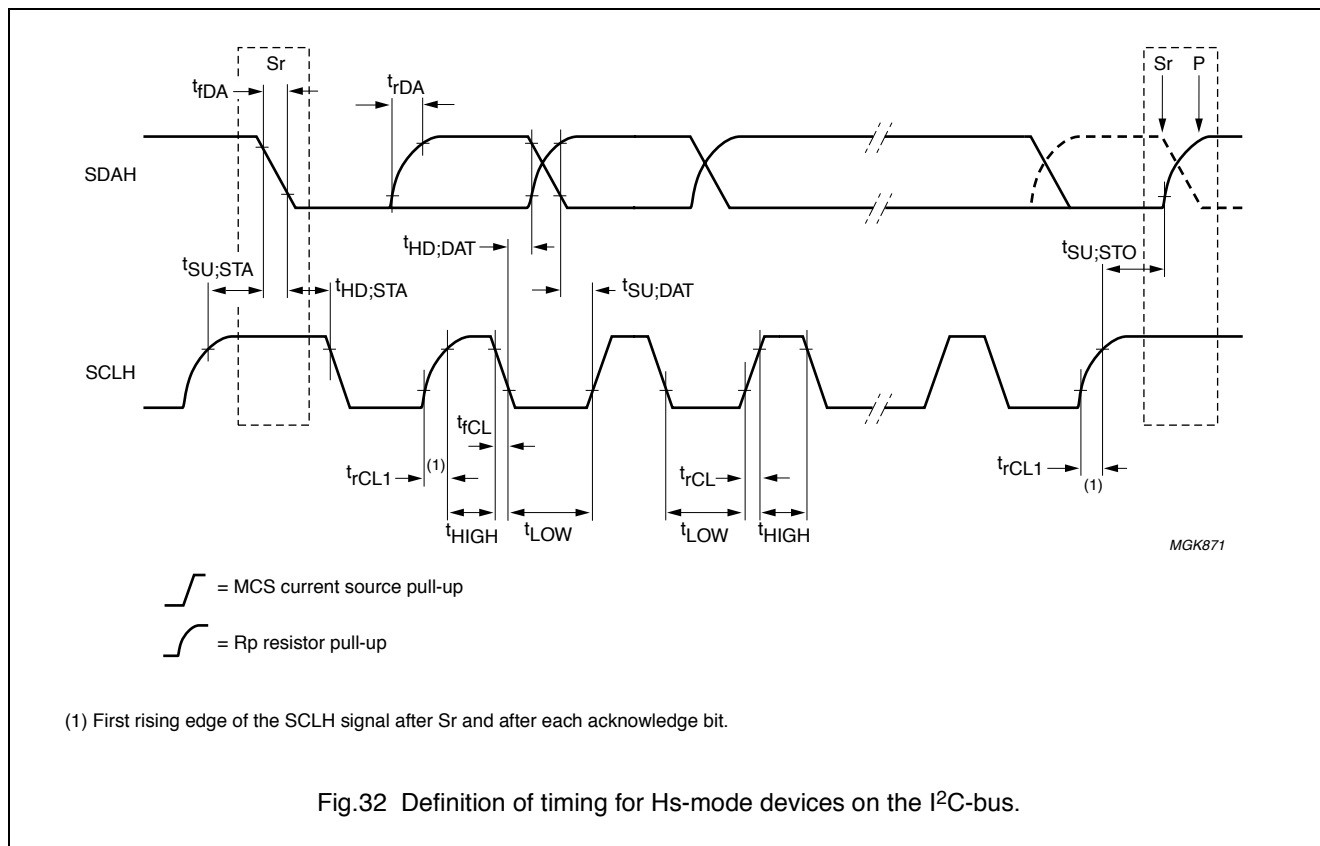 Sr
Sr P
tfDA
trDA
SDAH
tHD;DAT
tSU;STA
tHD;STA
tSU;DAT
tSU;STO
SCLH
tfCL
trCL1
(1)
tHIGH
tLOW
trCL
tLOW
tHIGH
trCL1
(1)
MGK871
= MCS current source pull-up
= Rp resistor pull-up
(1) First rising edge of the SCLH signal after Sr and after each acknowledge bit.
Fig.32 Definition of timing for Hs-mode devices on the I²C-bus.